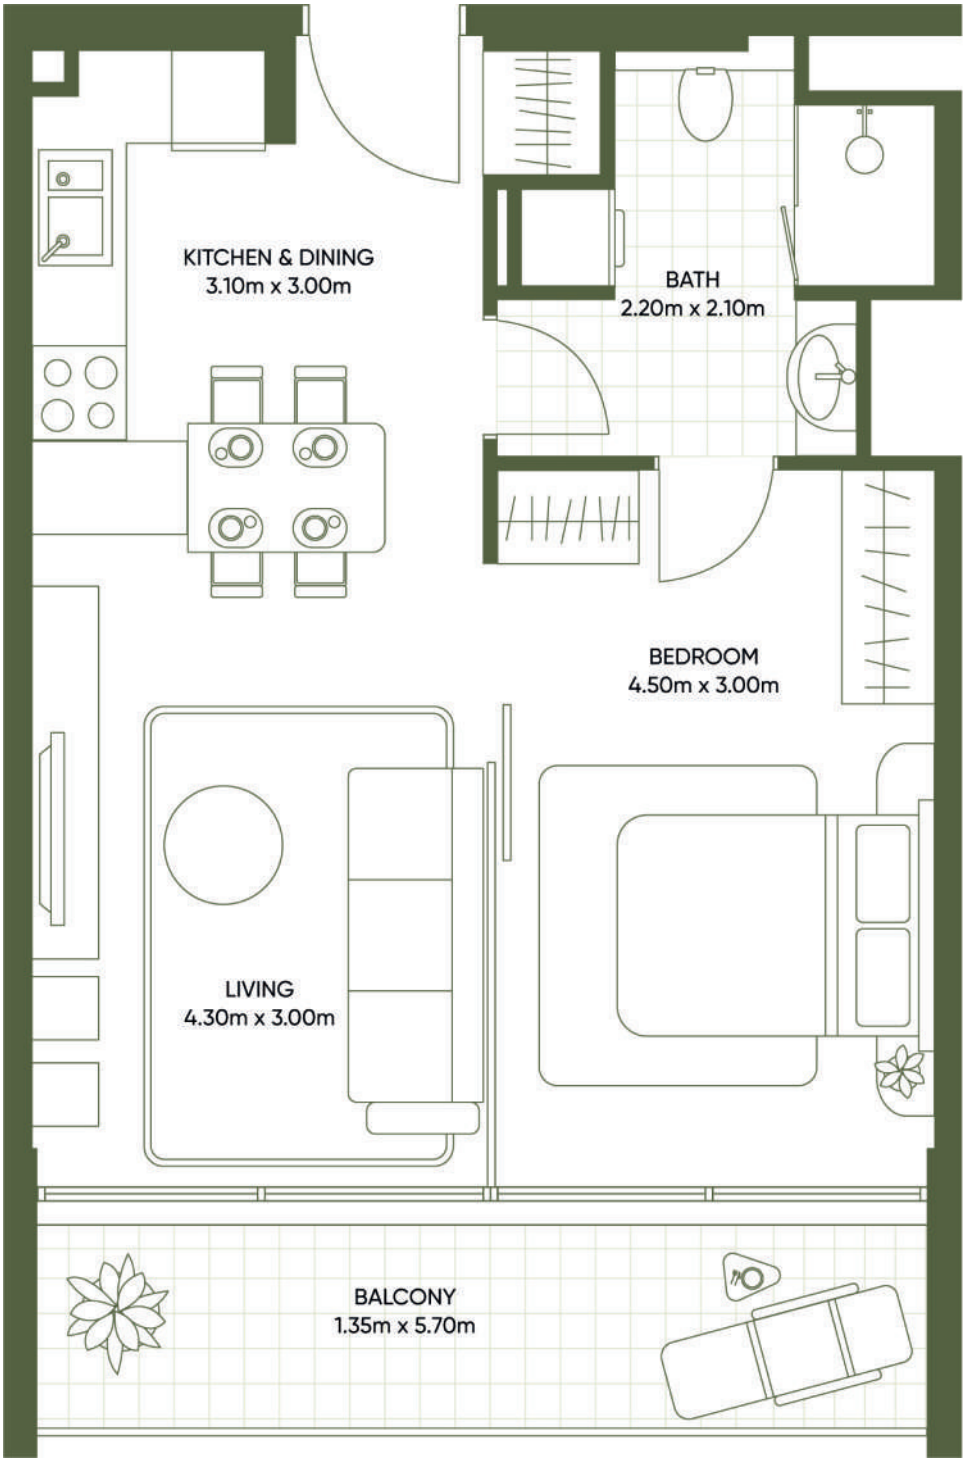 KITCHEN & DINING
3.10m x 3.00m
BATH
2.20m x 2.10m
BEDROOM
4.50m x 3.00m
LIVING
4.30m x 3.00m
BALCONY
1.35m x 5.70m